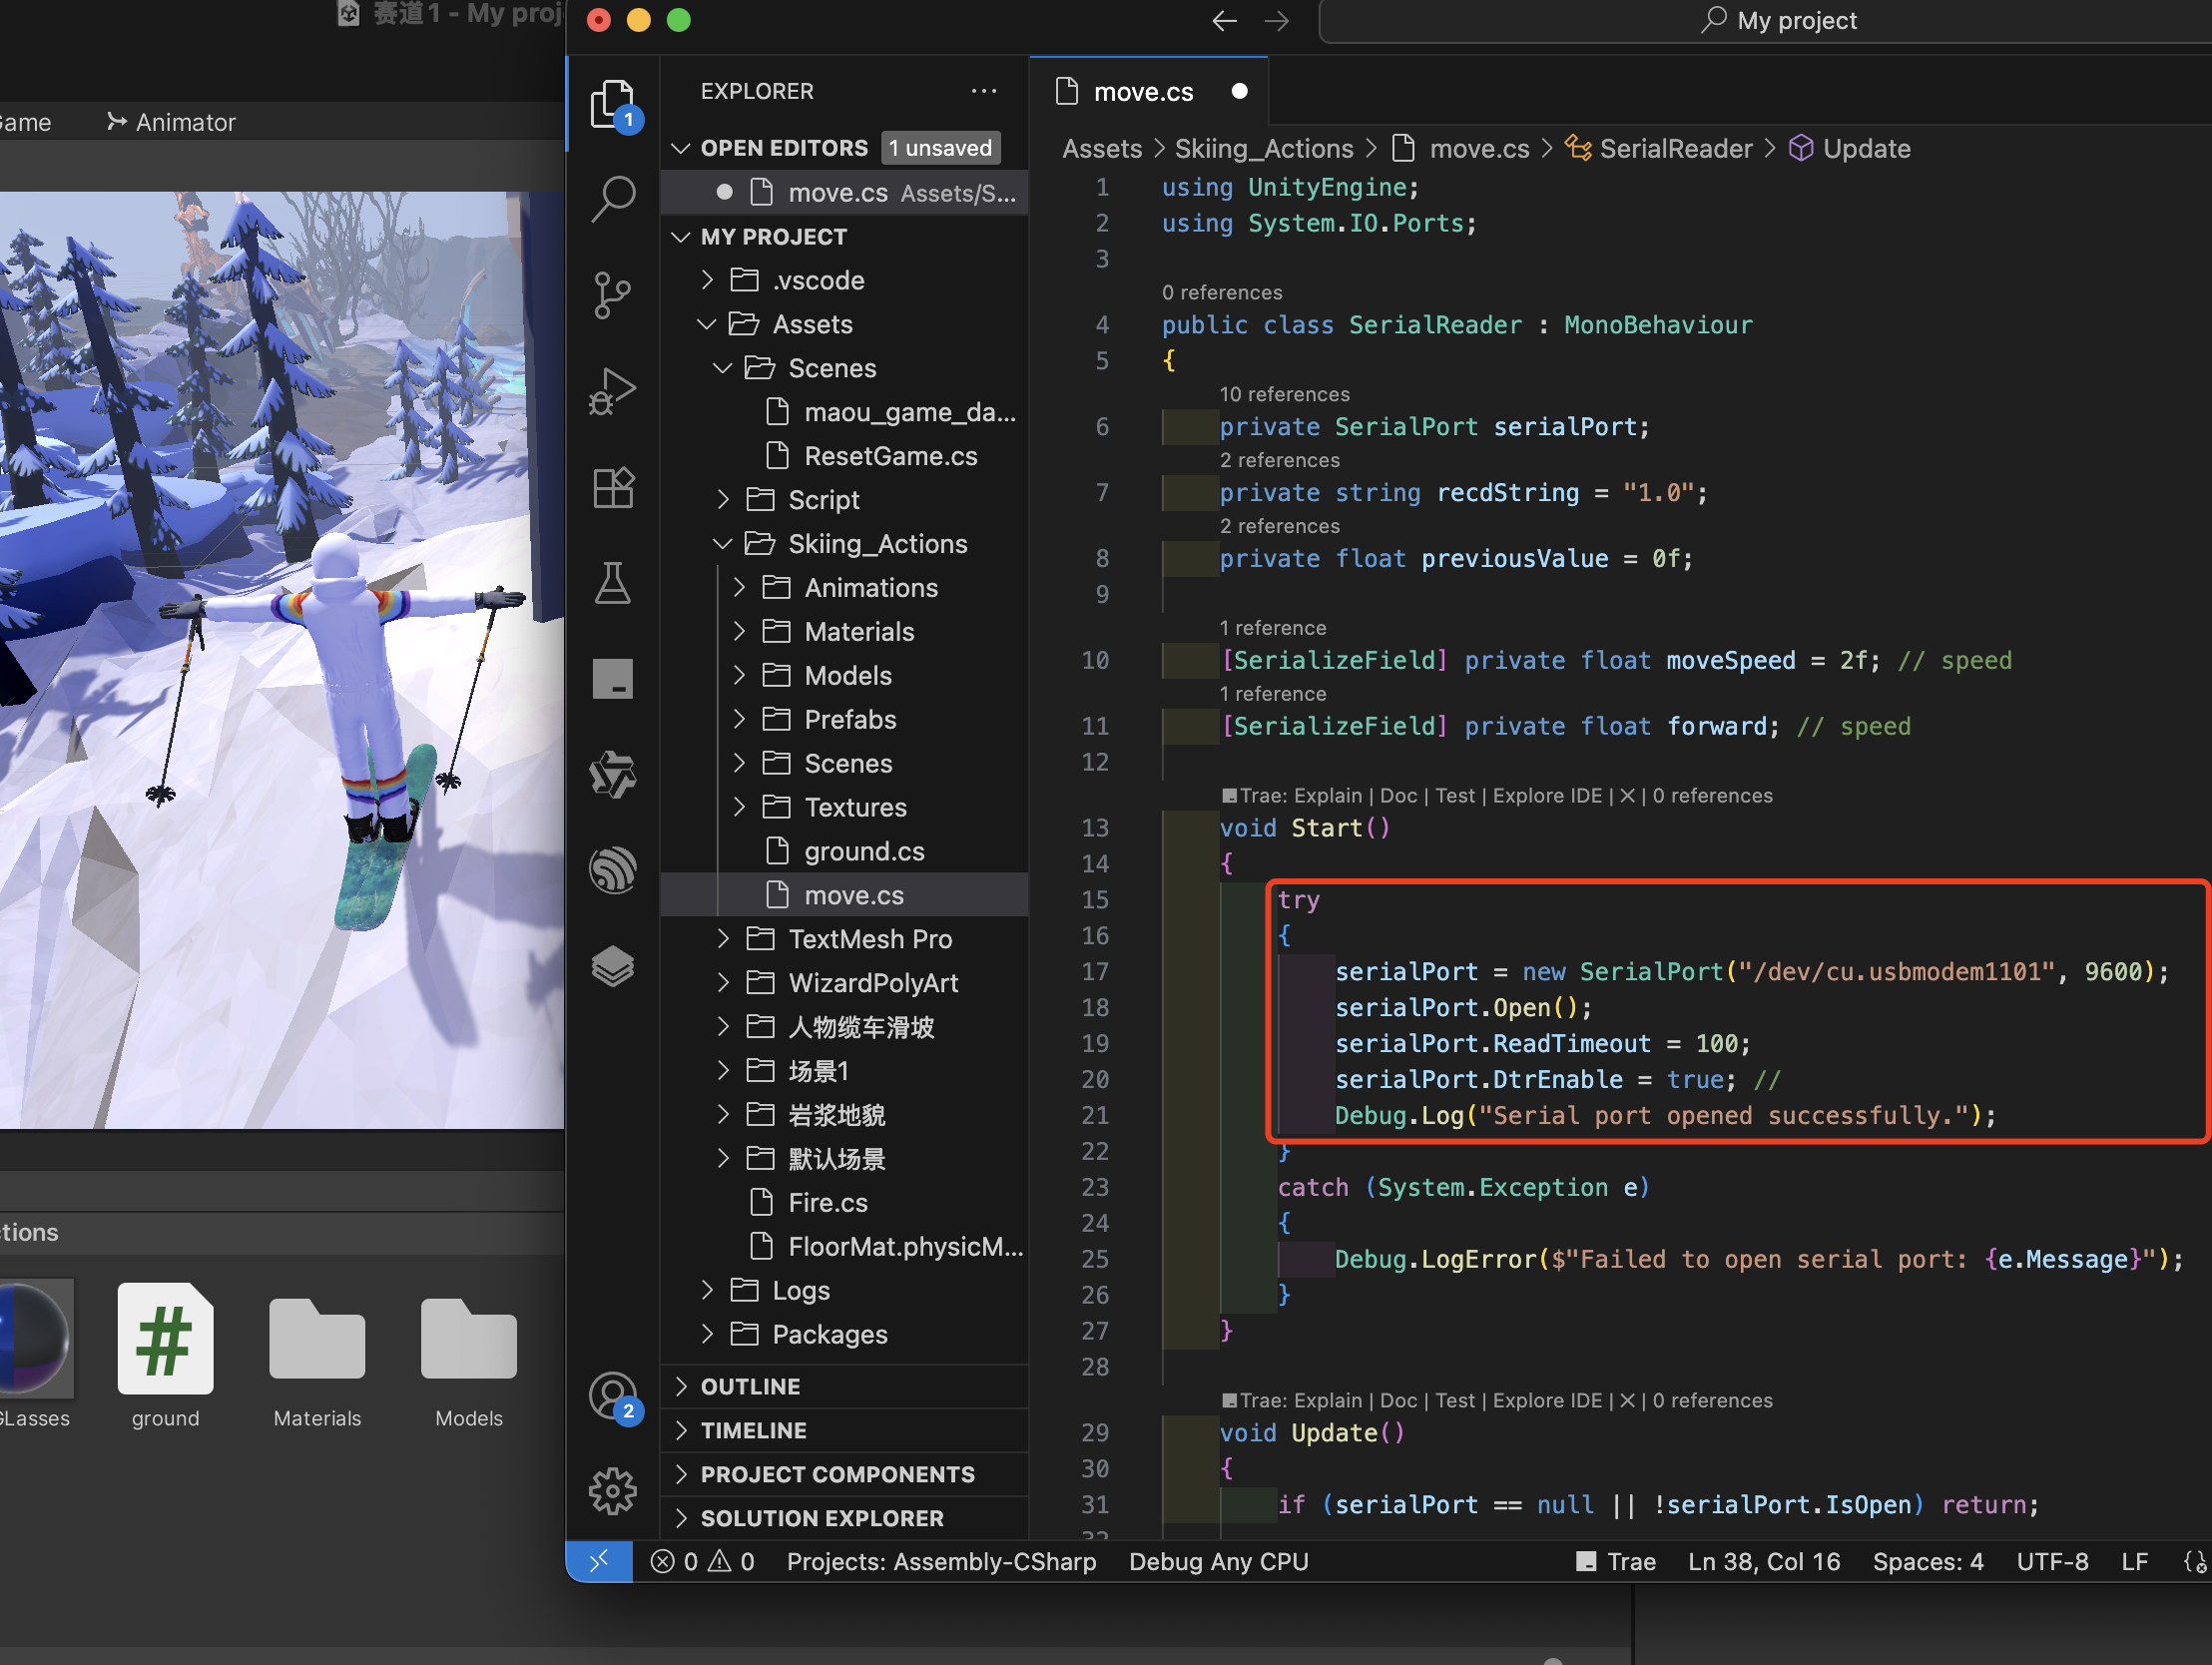 赛道1 - My proj
Game
Animator
ctions
GLasses
ground
Materials
Models
My project
EXPLORER
OPEN EDITORS 1 unsaved
move.cs Assets/S...
MY PROJECT
.vscode
Assets
Scenes
maou_game_da...
ResetGame.cs
Script
Skiing_Actions
Animations
Materials
Models
Prefabs
Scenes
Textures
ground.cs
move.cs
TextMesh Pro
WizardPolyArt
人物缆车滑坡
场景1
岩浆地貌
默认场景
Fire.cs
FloorMat.physicM...
Logs
Packages
OUTLINE
TIMELINE
PROJECT COMPONENTS
SOLUTION EXPLORER
1
2
move.cs
Assets > Skiing_Actions > move.cs > SerialReader > Update
1 using UnityEngine;
2 using System.IO.Ports;
3
0 references
4 public class SerialReader : MonoBehaviour
5 {
10 references
6 private SerialPort serialPort;
2 references
7 private string recdString = "1.0";
2 references
8 private float previousValue = 0f;
9
1 reference
10 [SerializeField] private float moveSpeed = 2f; // speed
1 reference
11 [SerializeField] private float forward; // speed
12
Trae: Explain | Doc | Test | Explore IDE | X | 0 references
13 void Start()
14 {
15 try
16 {
17 serialPort = new SerialPort("/dev/cu.usbmodem1101", 9600);
18 serialPort.Open();
19 serialPort.ReadTimeout = 100;
20 serialPort.DtrEnable = true; //
21 Debug.Log("Serial port opened successfully.");
22 }
23 catch (System.Exception e)
24 {
25 Debug.LogError($"Failed to open serial port: {e.Message}");
26 }
27 }
28
Trae: Explain | Doc | Test | Explore IDE | X | 0 references
29 void Update()
30 {
31 if (serialPort == null || !serialPort.IsOpen) return;
32
0 0 Projects: Assembly-CSharp Debug Any CPU Trae Ln 38, Col 16 Spaces: 4 UTF-8 LF